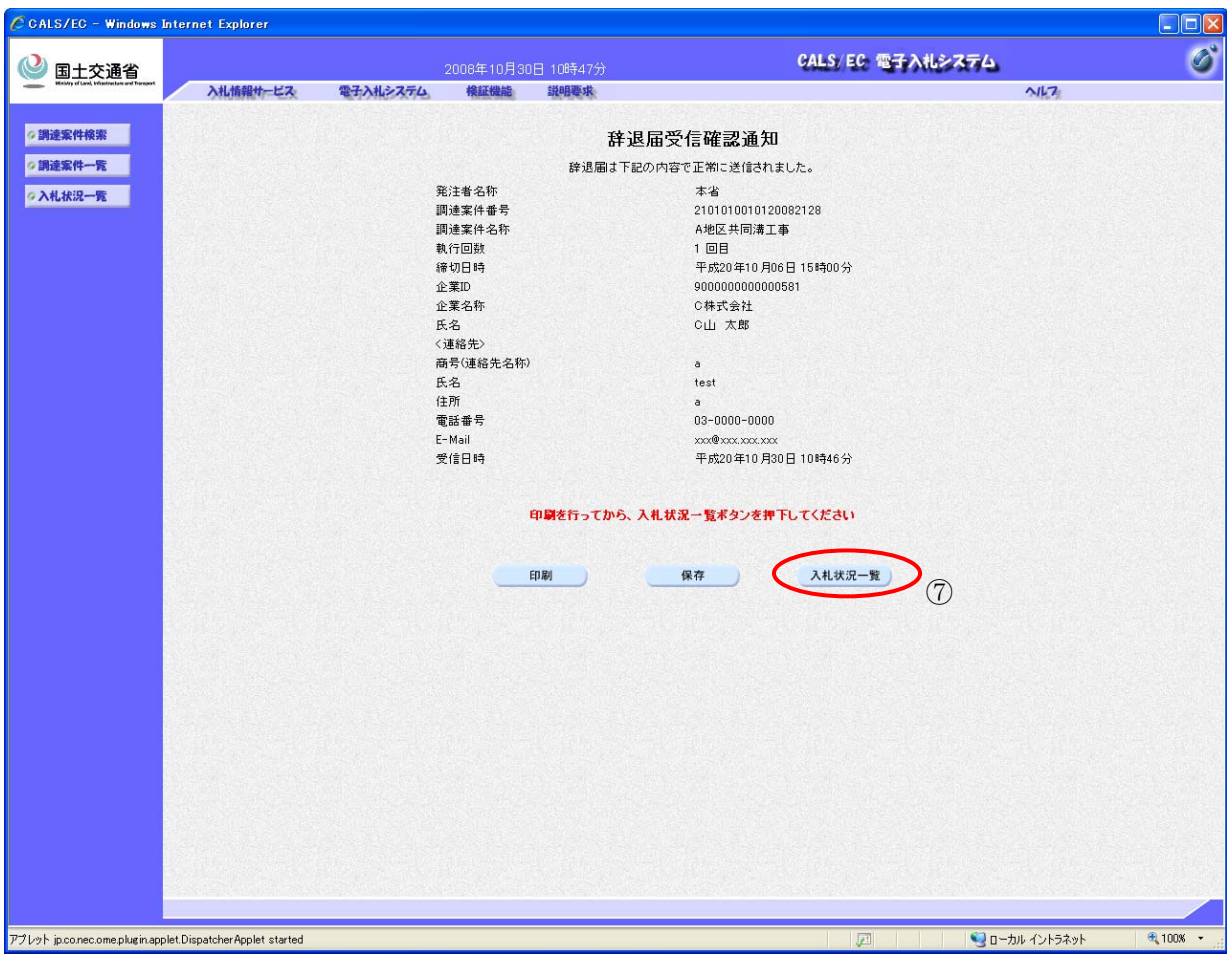 CALS/EC - Windows Internet Explorer
国土交通省
Ministry of Land, Infrastructure and Transport
2008年10月30日 10時47分
CALS/EC 電子入札システム
入札情報サービス 電子入札システム 検証機能 説明要求 ヘルプ
調達案件検索
調達案件一覧
入札状況一覧
辞退届受信確認通知
辞退届は下記の内容で正常に送信されました。
発注者名称 本省
調達案件番号 2101010010120082128
調達案件名称 A地区共同溝工事
執行回数 1 回目
締切日時 平成20年10月06日 15時00分
企業ID 9000000000000581
企業名称 C株式会社
氏名 C山 太郎
<連絡先>
商号(連絡先名称) a
氏名 test
住所 a
電話番号 03-0000-0000
E-Mail xxx@xxx.xxx.xxx
受信日時 平成20年10月30日 10時46分
印刷を行ってから、入札状況一覧ボタンを押下してください
印刷 保存 入札状況一覧
⑦
アプレット jp.co.nec.ome.plugin.applet.DispatcherApplet started
ローカル イントラネット
100%